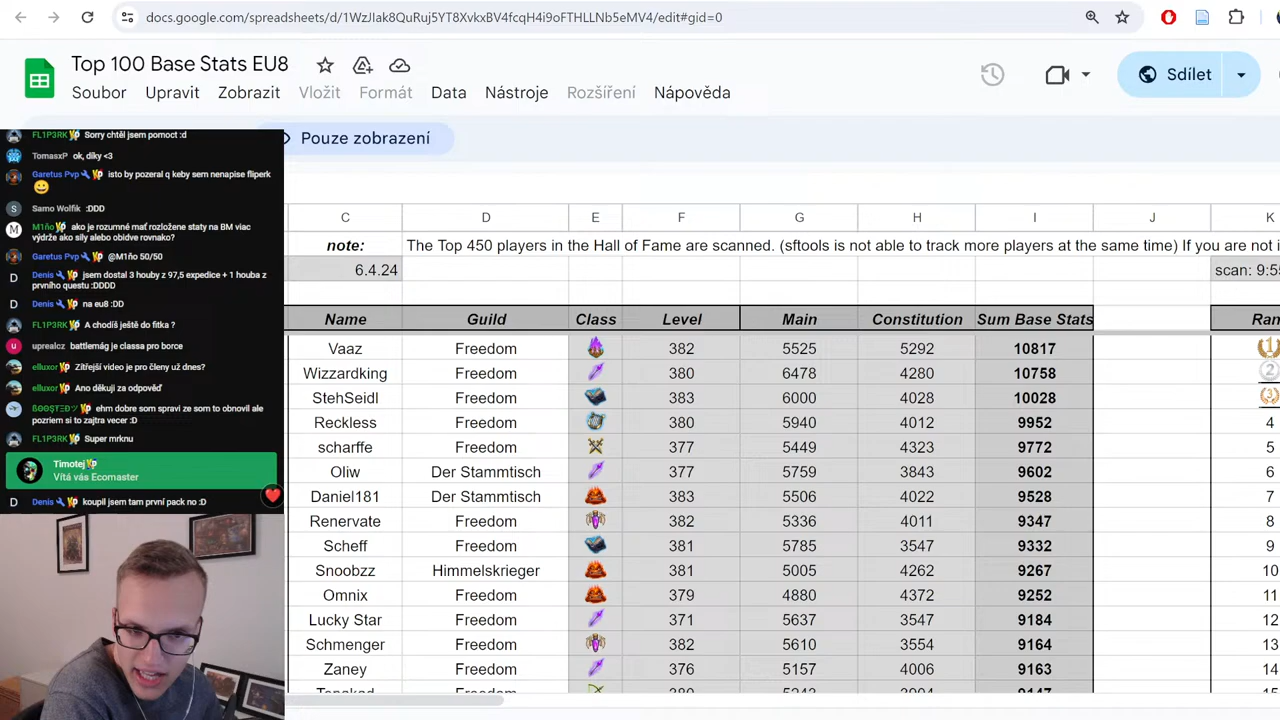 docs.google.com/spreadsheets/d/1WzJIak8QuRuj5YT8XvkxBV4fcqH4i9oFTHLLNb5eMV4/edit#gid=0
Top 100 Base Stats EU8
Soubor Upravit Zobrazit Vložit Formát Data Nástroje Rozšíření Nápověda
Sdílet
Pouze zobrazení
FL1P3RK Sorry chtěl jsem pomoct :d
TomasxP ok, díky <3
Garetus Pvp isto by pozeral q keby sem nenapise fliperk
Samo Wolfik :DDD
M1ňo ako je rozumné mať rozložene staty na BM viac
výdrže ako sily alebo obidve rovnako?
Garetus Pvp @M1ňo 50/50
Denis jsem dostal 3 houby z 97,5 expedice + 1 houba z
prvního questu :DDDD
Denis na eu8 :DD
FL1P3RK A chodíš ještě do fitka ?
uprealcz battlemág je classa pro borce
elluxor Zítřejší video je pro členy už dnes?
elluxor Ano děkuji za odpověď
ehm dobre som spravi ze som to obnovil ale
pozriem si to zajtra vecer :D
FL1P3RK Super mrknu
Timotej
Vítá vás Ecomaster
Denis koupil jsem tam první pack no :D
C D E F G H I J K
note: The Top 450 players in the Hall of Fame are scanned. (sftools is not able to track more players at the same time) If you are not i
6.4.24 scan: 9:5
Name Guild Class Level Main Constitution Sum Base Stats Ran
Vaaz Freedom 382 5525 5292 10817 1
Wizzardking Freedom 380 6478 4280 10758 2
StehSeidl Freedom 383 6000 4028 10028 3
Reckless Freedom 380 5940 4012 9952 4
scharffe Freedom 377 5449 4323 9772 5
Oliw Der Stammtisch 377 5759 3843 9602 6
Daniel181 Der Stammtisch 383 5506 4022 9528 7
Renervate Freedom 382 5336 4011 9347 8
Scheff Freedom 381 5785 3547 9332 9
Snoobzz Himmelskrieger 381 5005 4262 9267 10
Omnix Freedom 379 4880 4372 9252 11
Lucky Star Freedom 371 5637 3547 9184 12
Schmenger Freedom 382 5610 3554 9164 13
Zaney Freedom 376 5157 4006 9163 14